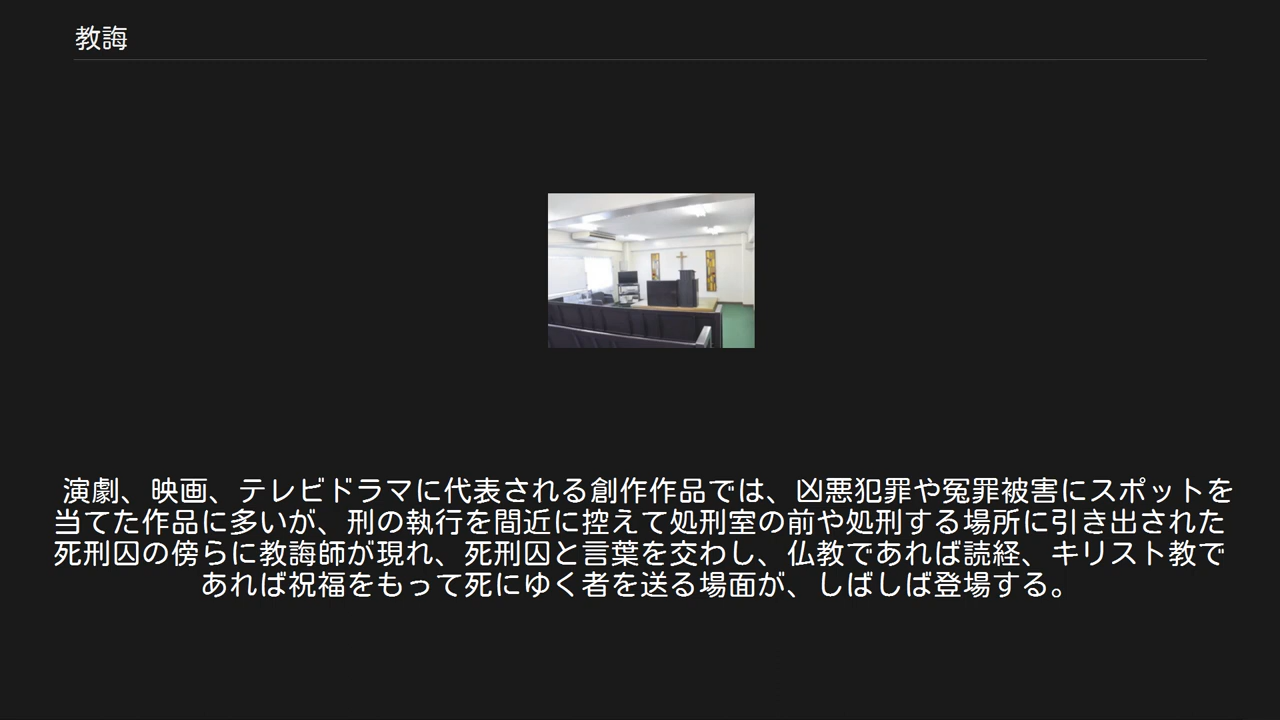 教誨
演劇、映画、テレビドラマに代表される創作作品では、凶悪犯罪や冤罪被害にスポットを
当てた作品に多いが、刑の執行を間近に控えて処刑室の前や処刑する場所に引き出された
死刑囚の傍らに教誨師が現れ、死刑囚と言葉を交わし、仏教であれば読経、キリスト教で
あれば祝福をもって死にゆく者を送る場面が、しばしば登場する。